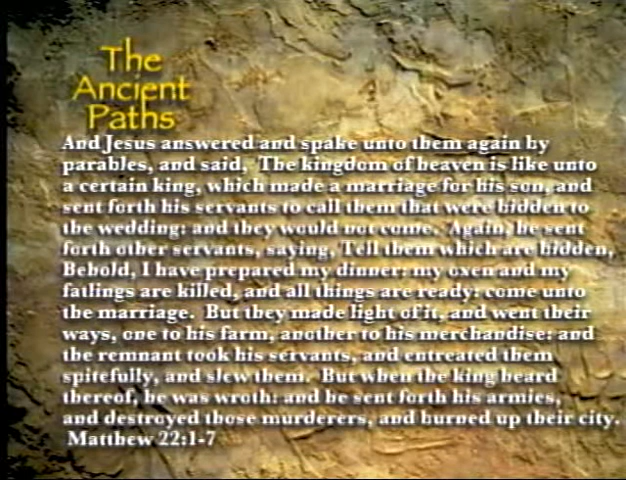 The
Ancient
Paths
And Jesus answered and spake unto them again by
parables, and said, The kingdom of heaven is like unto
a certain king, which made a marriage for his son, and
sent forth his servants to call them that were bidden to
the wedding: and they would not come. Again, he sent
forth other servants, saying, Tell them which are bidden,
Behold, I have prepared my dinner: my oxen and my
fatlings are killed, and all things are ready: come unto
the marriage. But they made light of it, and went their
ways, one to his farm, another to his merchandise: and
the remnant took his servants, and entreated them
spitefully, and slew them. But when the king heard
thereof, he was wroth: and he sent forth his armies,
and destroyed those murderers, and burned up their city.
Matthew 22:1-7